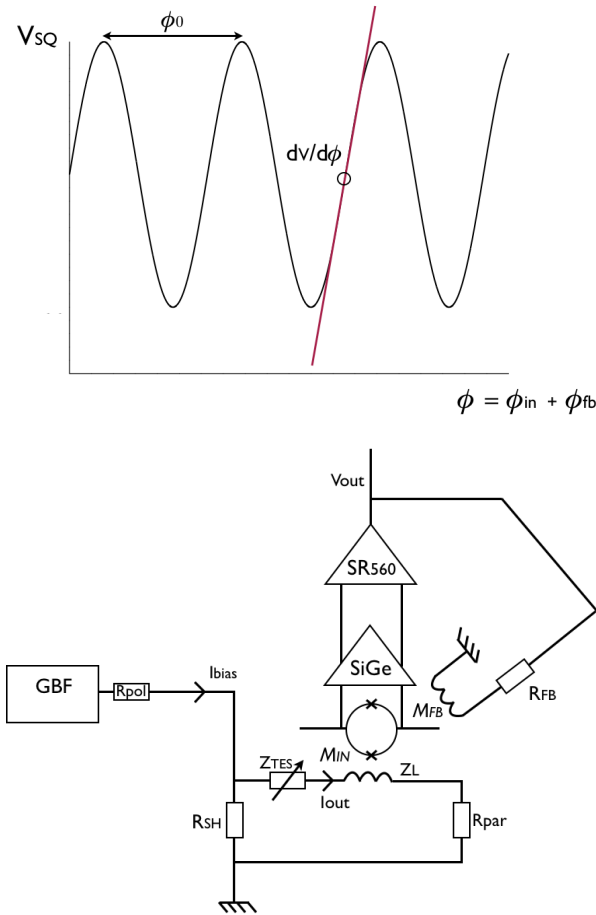 ϕ0
VSQ
dv/dϕ
ϕ = ϕin + ϕfb
Vout
SR560
SiGe
GBF
Rpol
Ibias
MFB
RFB
MIN
ZTES
ZL
Iout
RSH
Rpar